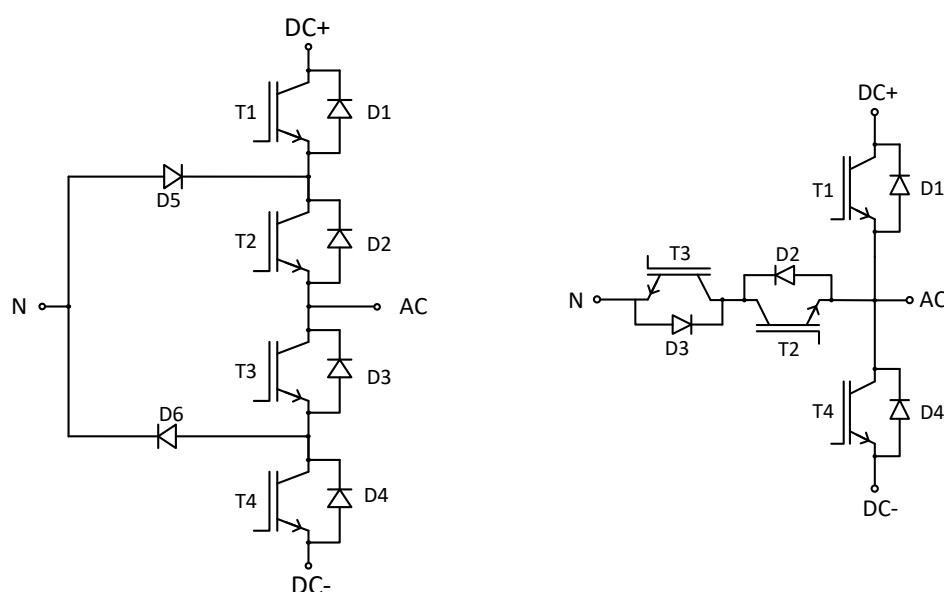 DC+
T1
D1
D5
T2
D2
N
AC
T3
D3
D6
T4
D4
DC-
DC+
T1
D1
T3
D2
N
AC
D3
T2
T4
D4
DC-